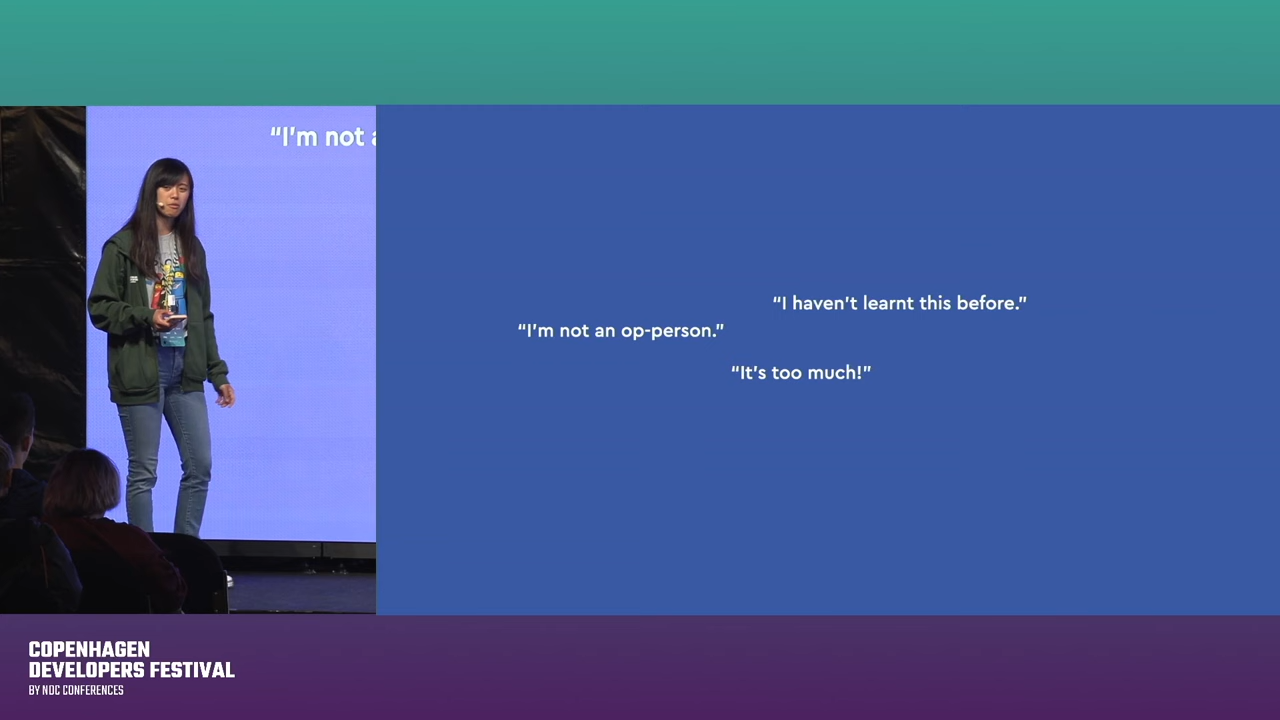 “I’m not a
“I haven’t learnt this before.”
“I’m not an op-person.”
“It’s too much!”
COPENHAGEN
DEVELOPERS FESTIVAL
BY NDC CONFERENCES